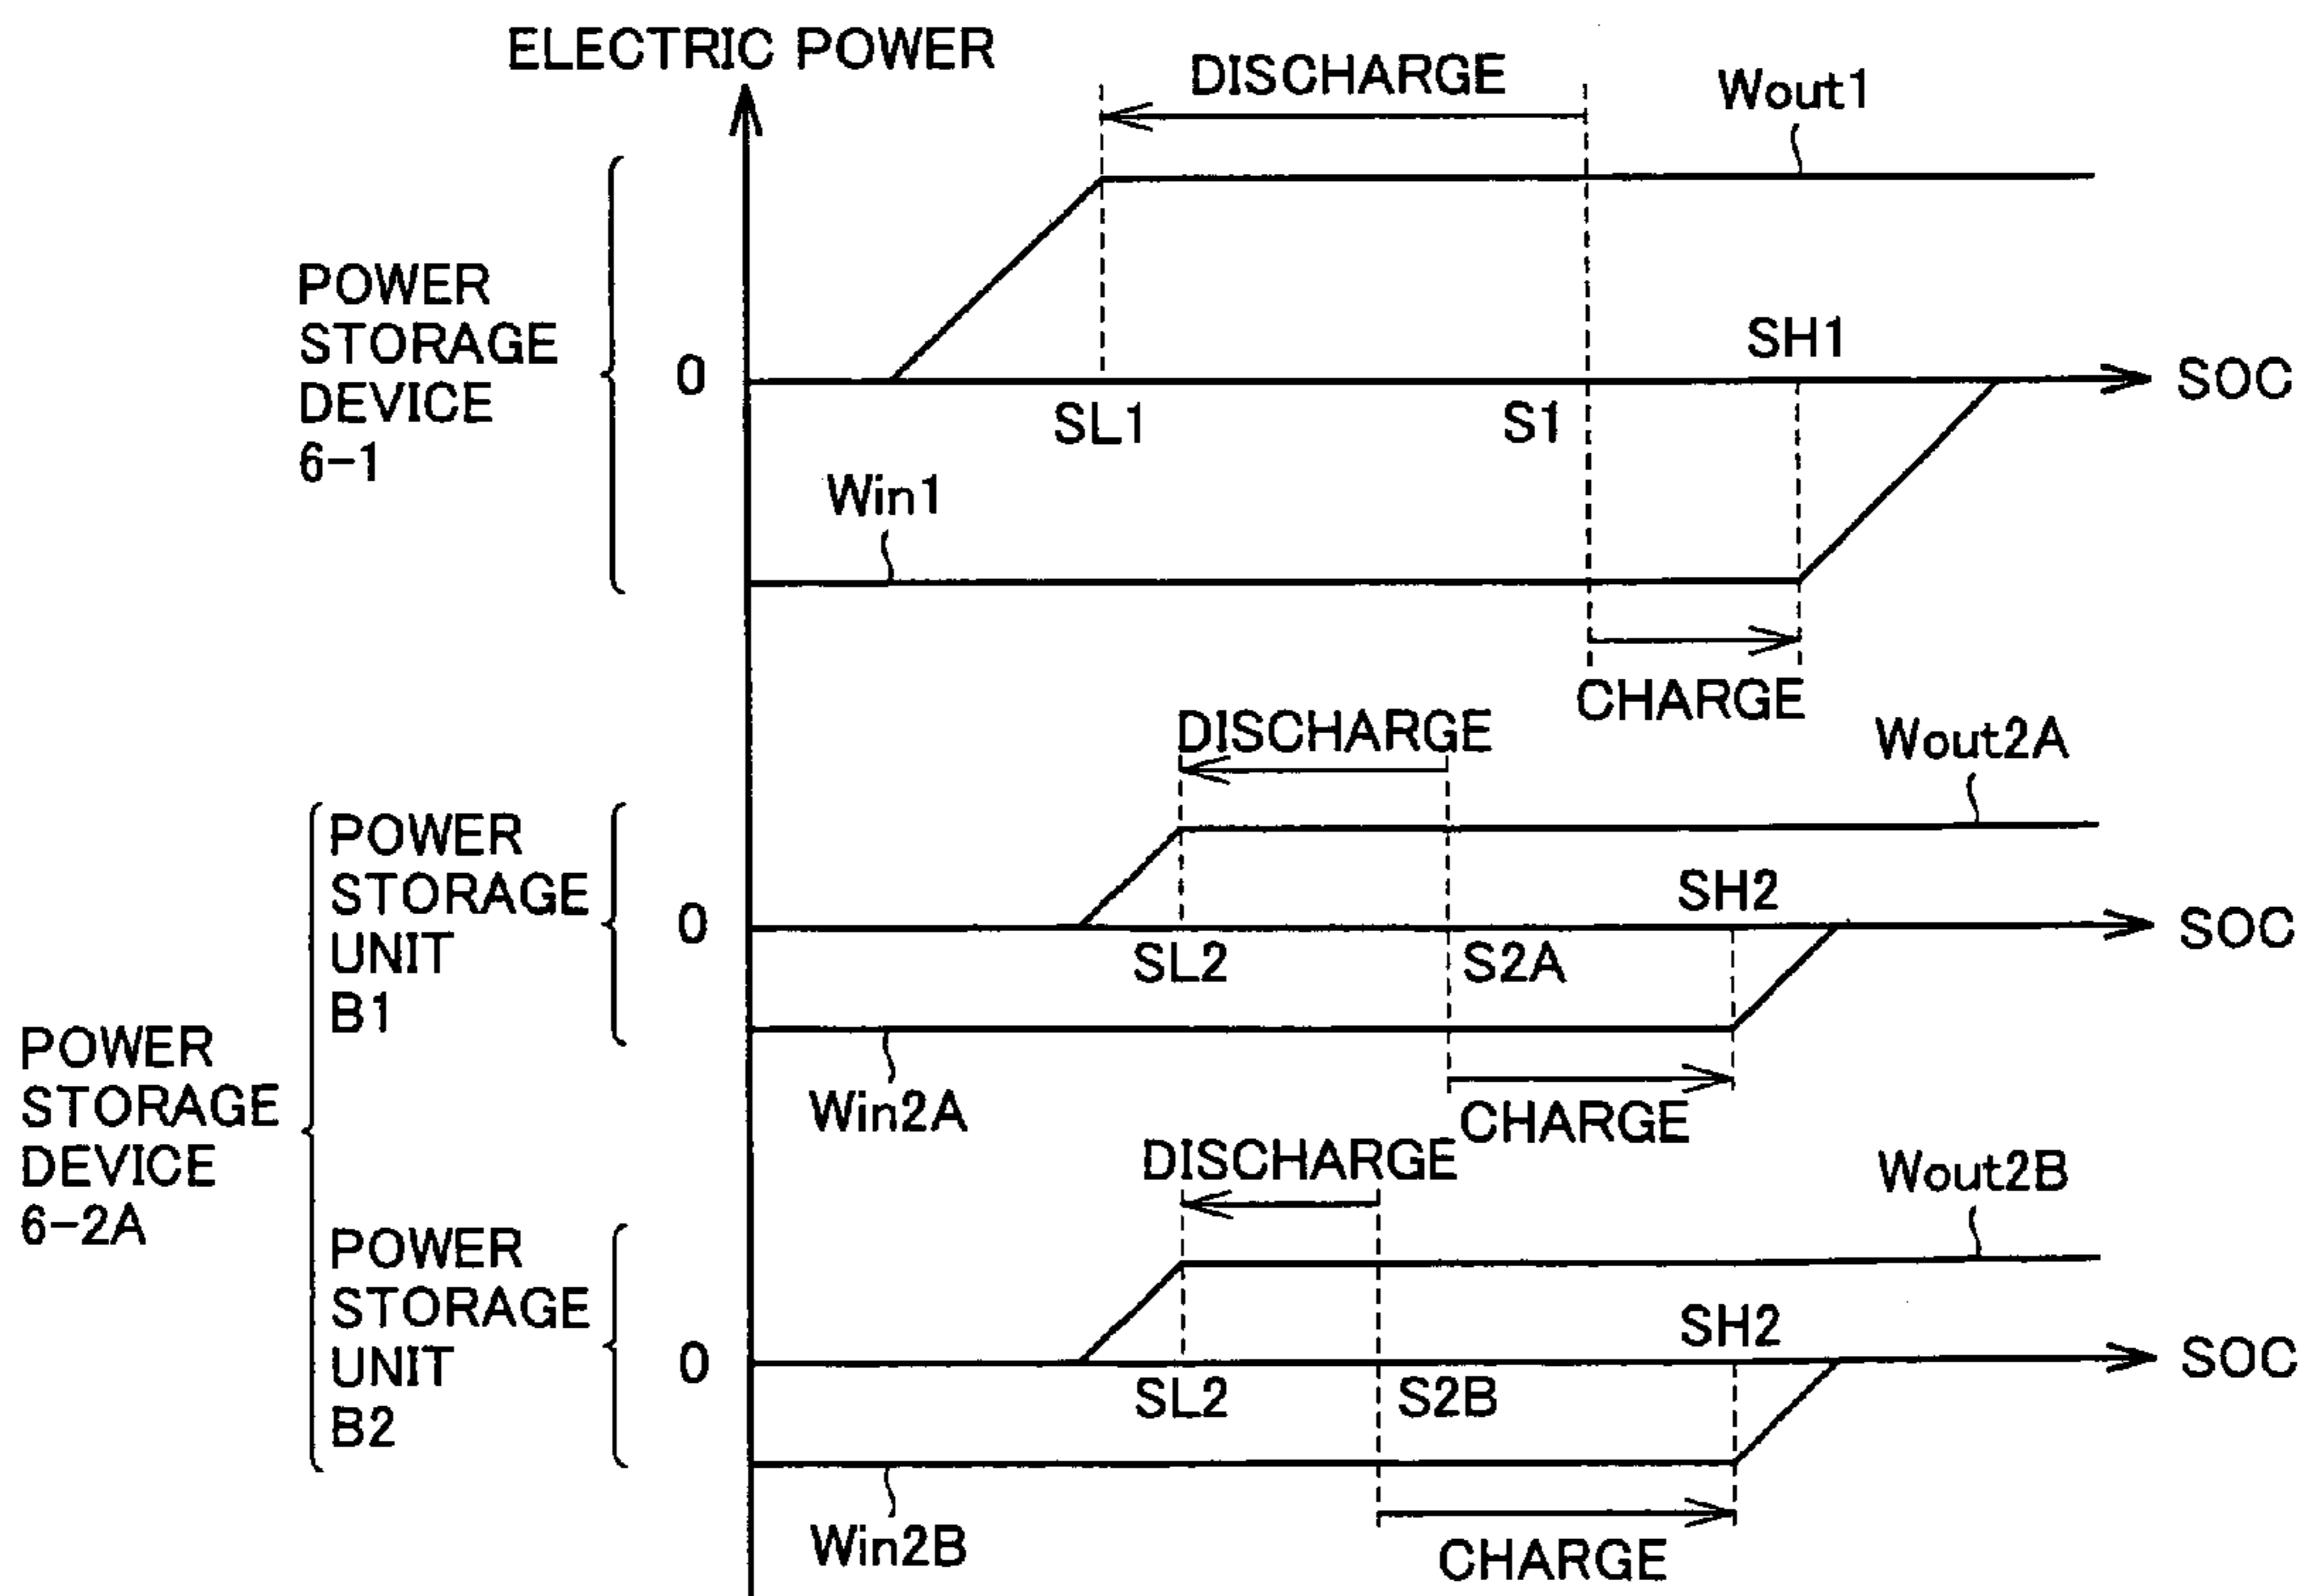 ELECTRIC POWER
DISCHARGE
Wout1
POWER
STORAGE
DEVICE
6-1
0
SH1
SOC
SL1
S1
Win1
CHARGE
DISCHARGE
Wout2A
POWER
STORAGE
UNIT
B1
0
SH2
SOC
SL2
S2A
Win2A
CHARGE
POWER
STORAGE
DEVICE
6-2A
DISCHARGE
Wout2B
POWER
STORAGE
UNIT
B2
0
SH2
SOC
SL2
S2B
Win2B
CHARGE